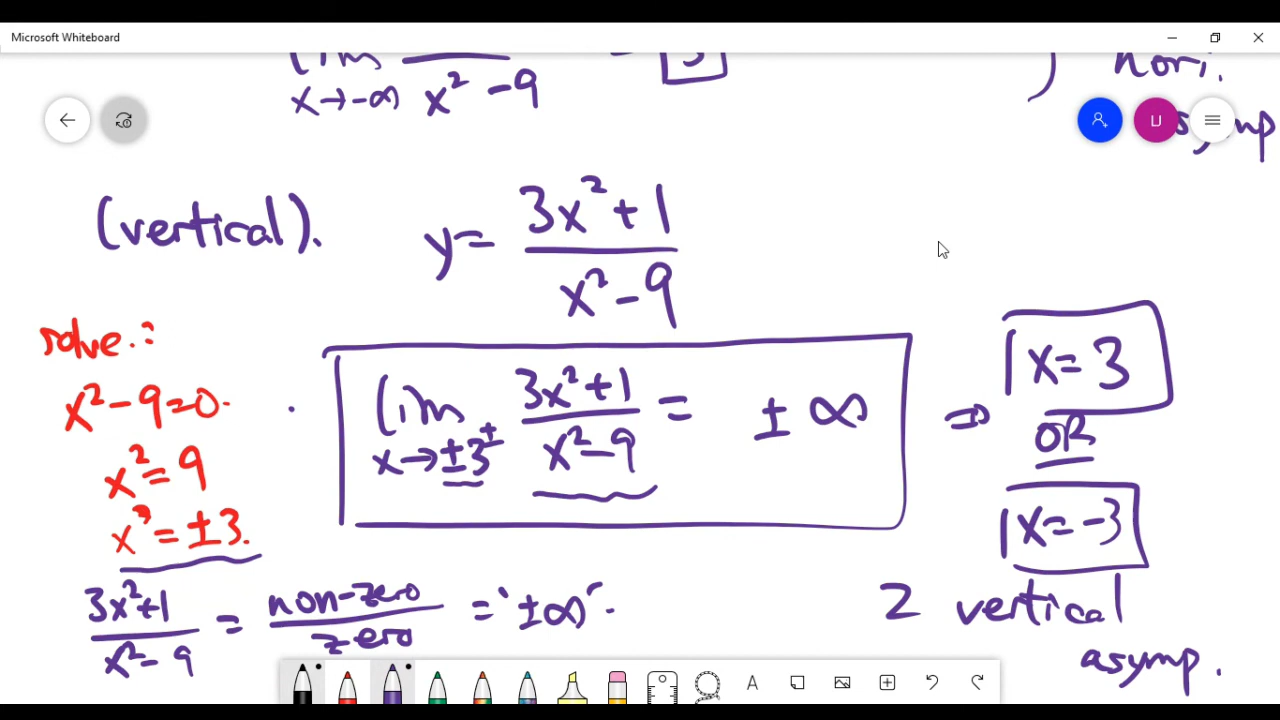 Microsoft Whiteboard
lim x→-∞ x² - 9 = 3
hori.
asymp
(vertical). y = (3x² + 1)/(x² - 9)
solve:
x² - 9 = 0.
x² = 9
x = ±3.
lim x→±3± (3x² + 1)/(x² - 9) = ± ∞ ⇒ x = 3
OR
x = -3
(3x² + 1)/(x² - 9) = non-zero/zero = "±∞".
2 vertical
asymp.